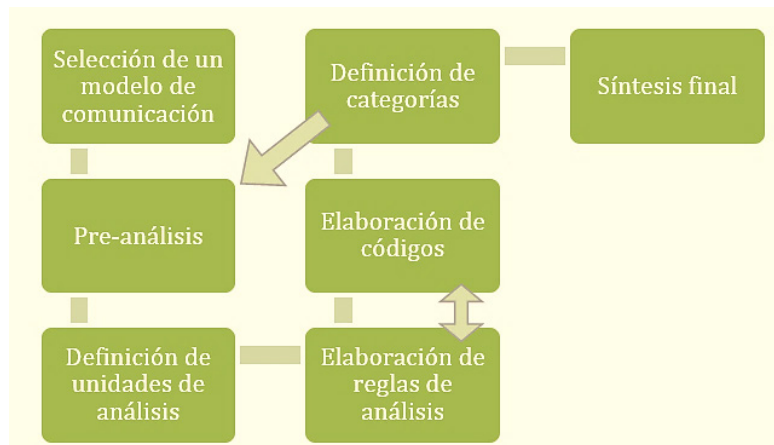 Selección de un
modelo de
comunicación
Pre-análisis
Definición de
unidades de
análisis
Elaboración de
reglas de
análisis
Elaboración de
códigos
Definición de
categorías
Síntesis final